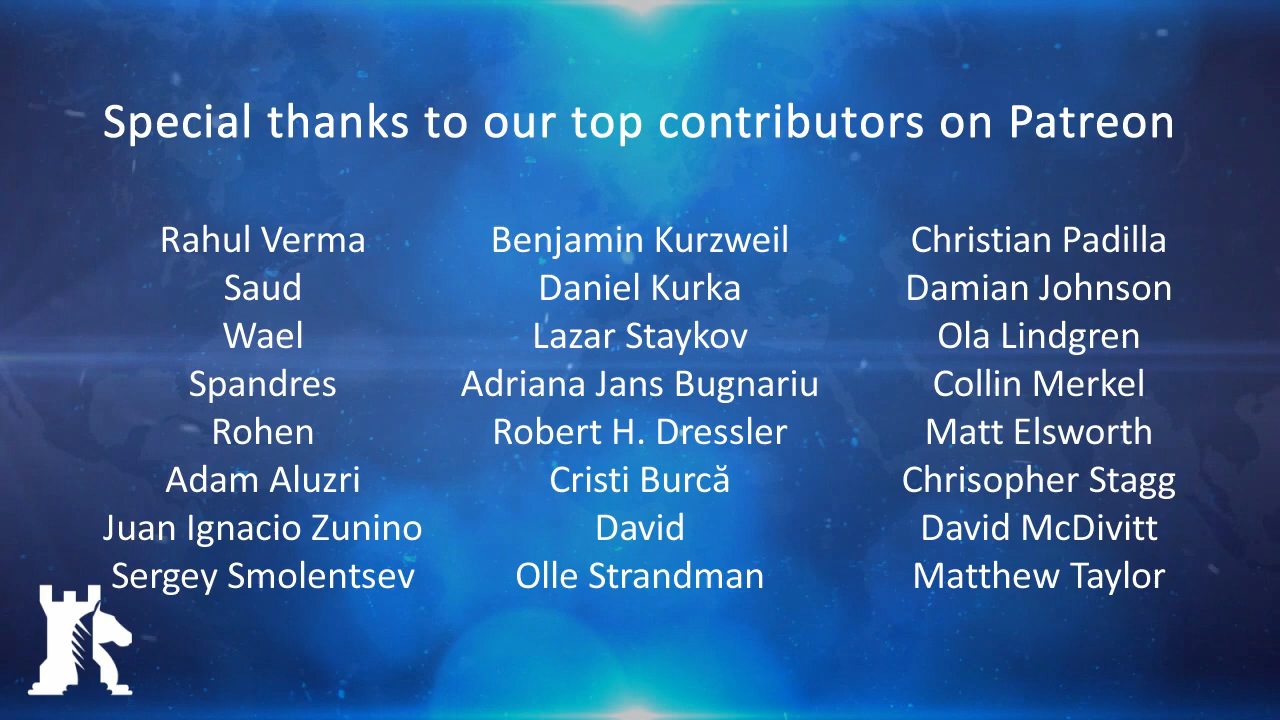 Special thanks to our top contributors on Patreon
Rahul Verma
Saud
Wael
Spandres
Rohen
Adam Aluzri
Juan Ignacio Zunino
Sergey Smolentsev
Benjamin Kurzweil
Daniel Kurka
Lazar Staykov
Adriana Jans Bugnariu
Robert H. Dressler
Cristi Burcă
David
Olle Strandman
Christian Padilla
Damian Johnson
Ola Lindgren
Collin Merkel
Matt Elsworth
Chrisopher Stagg
David McDivitt
Matthew Taylor